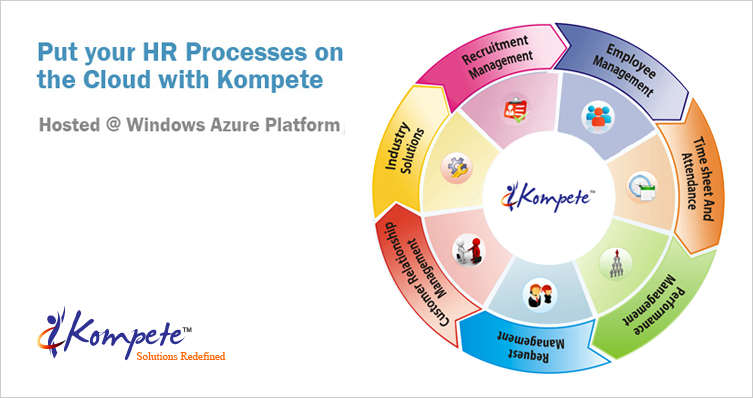 Put your HR Processes on
the Cloud with Kompete
Hosted @ Windows Azure Platform
Recruitment
Management
Employee
Management
Time sheet And
Attendance
Performance
Management
Request
Management
Customer Relationship
Management
Industry
Solutions
Kompete™
Kompete™
Solutions Redefined